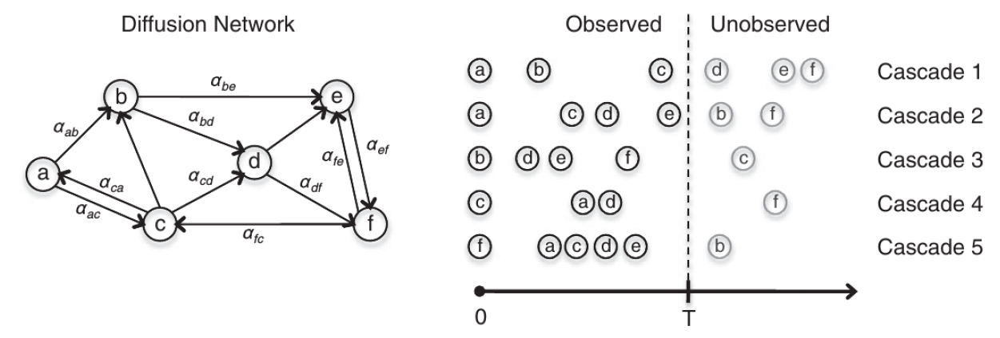 Diffusion Network
b
α_be
e
α_ab
α_bd
α_fe
α_ef
a
α_ca
α_ac
α_cd
d
α_df
c
α_fc
f
Observed Unobserved
a b c d e f Cascade 1
a c d e b f Cascade 2
b d e f c Cascade 3
c a d f Cascade 4
f a c d e b Cascade 5
0 T